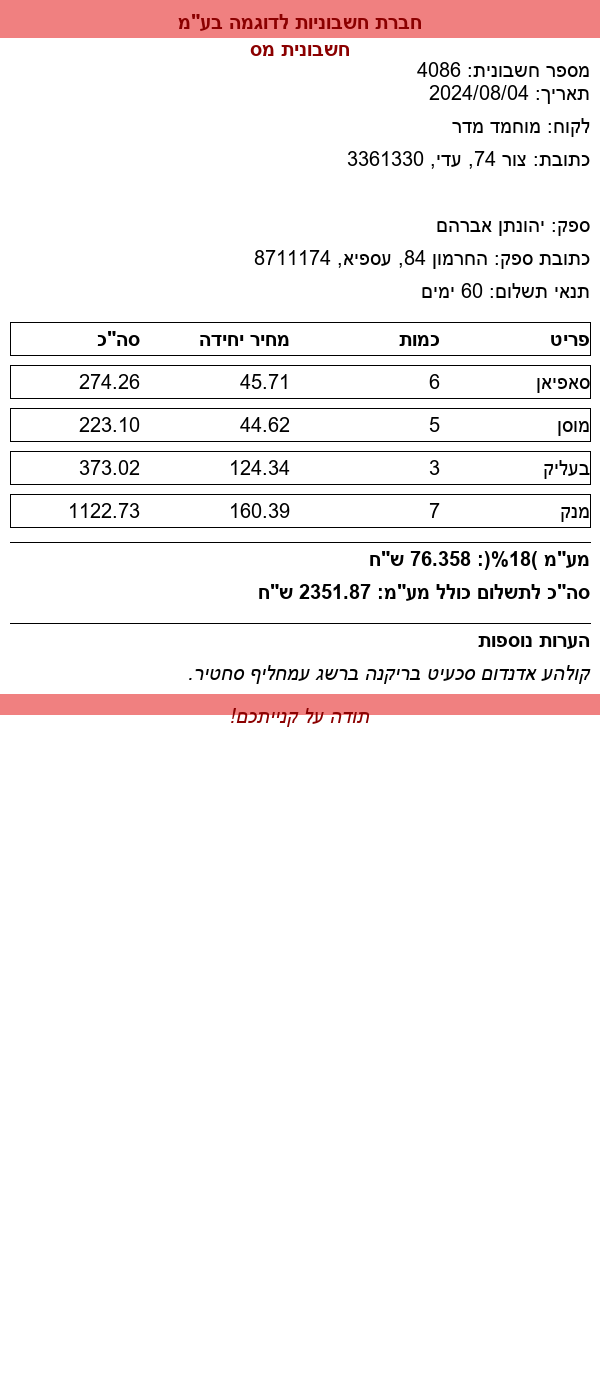 חברת חשבוניות לדוגמה בע"מ
חשבונית מס
מספר חשבונית: 4086
תאריך: 2024/08/04
לקוח: מוחמד מדר
כתובת: צור 74, עדי, 3361330
ספק: יהונתן אברהם
כתובת ספק: החרמון 84, עספיא, 8711174
תנאי תשלום: 60 ימים
פריט כמות מחיר יחידה סה"כ
סאפיאן 6 45.71 274.26
מוסן 5 44.62 223.10
בעליק 3 124.34 373.02
מנק 7 160.39 1122.73
מע"מ )18%(: 76.358 ש"ח
סה"כ לתשלום כולל מע"מ: 2351.87 ש"ח
הערות נוספות
קולהע אדנדום סכעיט בריקנה ברשג עמחליף סחטיר.
תודה על קנייתכם!